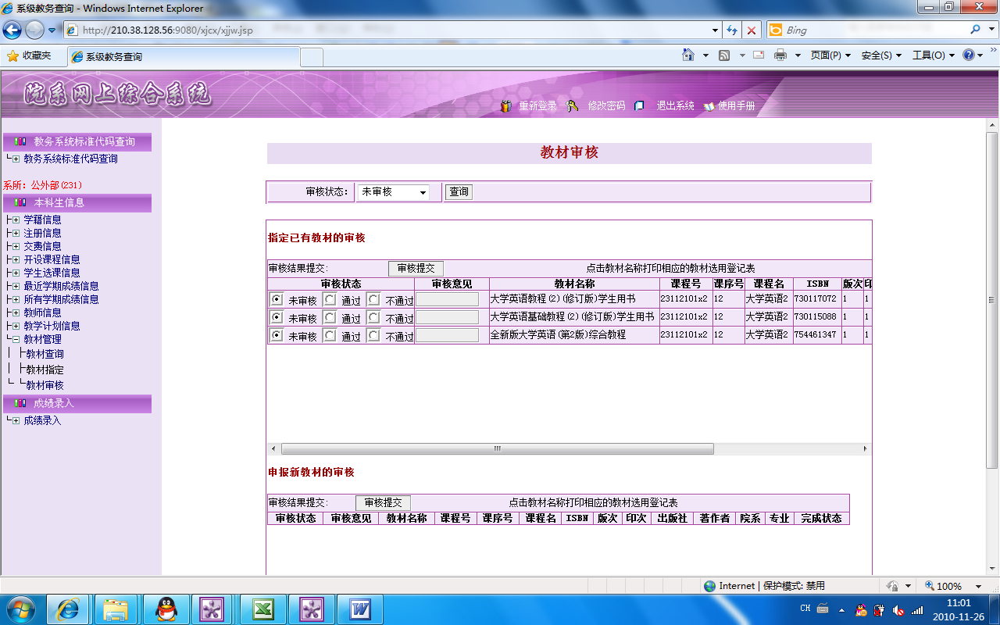 系级教务查询 - Windows Internet Explorer
http://210.38.128.56:9080/xjcx/xjjw.jsp
Bing
收藏夹
系级教务查询
页面(P) 安全(S) 工具(O)
院系网上综合系统
重新登录 修改密码 退出系统 使用手册
教务系统标准代码查询
教务系统标准代码查询
系所：公外部(231)
本科生信息
学籍信息
注册信息
交费信息
开设课程信息
学生选课信息
最近学期成绩信息
所有学期成绩信息
教师信息
教学计划信息
教材管理
教材查询
教材指定
教材审核
成绩录入
成绩录入
教材审核
审核状态： 未审核 查询
指定已有教材的审核
审核结果提交： 审核提交 点击教材名称打印相应的教材选用登记表
审核状态 审核意见 教材名称 课程号 课序号 课程名 ISBN 版次 印
未审核 通过 不通过 大学英语教程(2)(修订版)学生用书 23112101x2 12 大学英语2 730117072 1 1
未审核 通过 不通过 大学英语基础教程(2)(修订版)学生用书 23112101x2 12 大学英语2 730115088 1 1
未审核 通过 不通过 全新版大学英语(第2版)综合教程 23112101x2 12 大学英语2 754461347 1 1
申报新教材的审核
审核结果提交： 审核提交 点击教材名称打印相应的教材选用登记表
审核状态 审核意见 教材名称 课程号 课序号 课程名 ISBN 版次 印次 出版社 著作者 院系 专业 完成状态
Internet | 保护模式: 禁用
100%
CH
11:01
2010-11-26